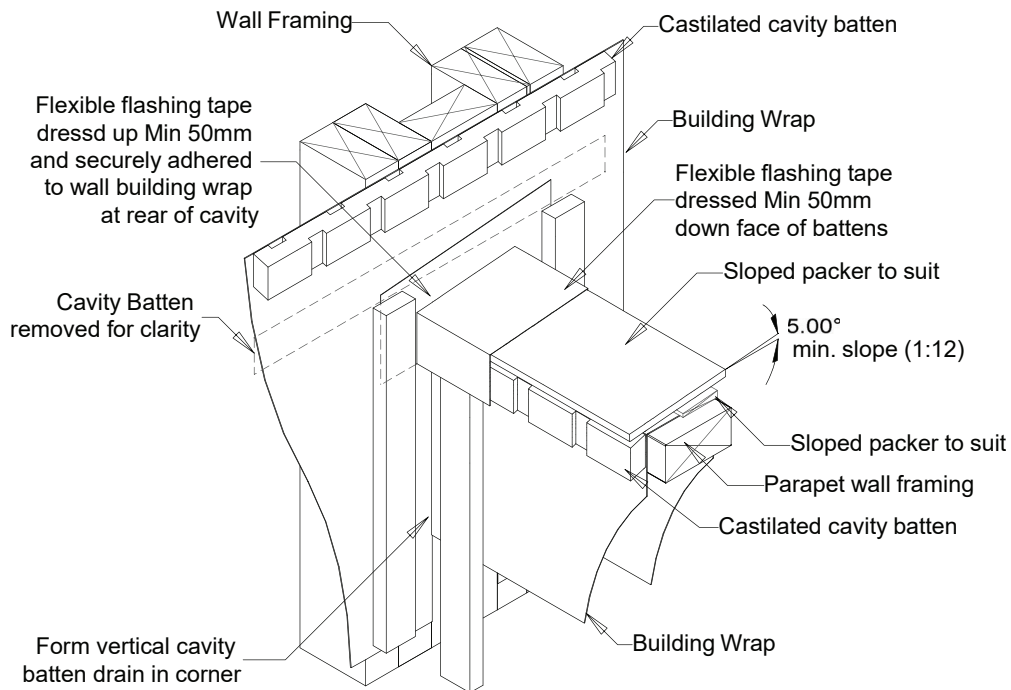 Wall Framing
Castilated cavity batten
Flexible flashing tape
dressd up Min 50mm
and securely adhered
to wall building wrap
at rear of cavity
Building Wrap
Flexible flashing tape
dressed Min 50mm
down face of battens
Sloped packer to suit
Cavity Batten
removed for clarity
5.00°
min. slope (1:12)
Sloped packer to suit
Parapet wall framing
Castilated cavity batten
Form vertical cavity
batten drain in corner
Building Wrap